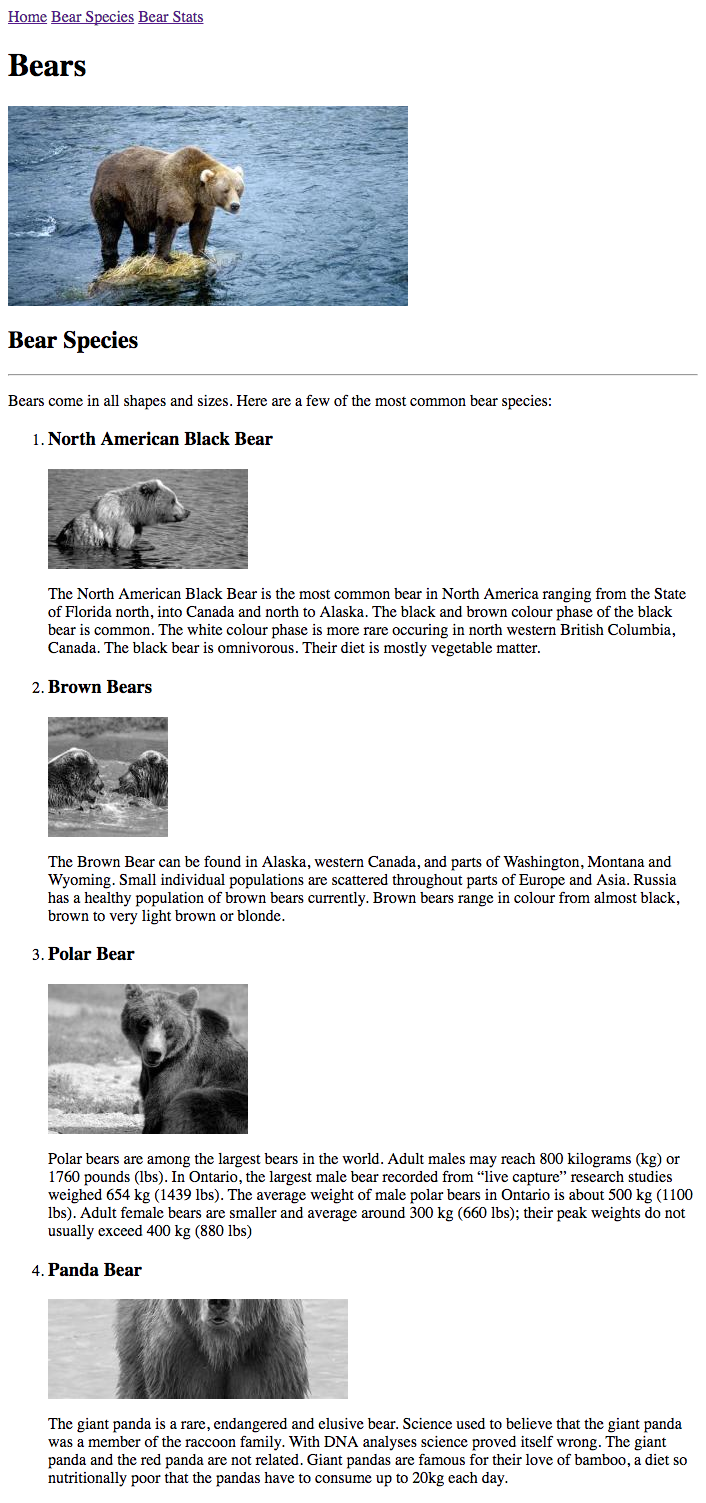 Home Bear Species Bear Stats
Bears
Bear Species
Bears come in all shapes and sizes. Here are a few of the most common bear species:
1. North American Black Bear
The North American Black Bear is the most common bear in North America ranging from the State
of Florida north, into Canada and north to Alaska. The black and brown colour phase of the black
bear is common. The white colour phase is more rare occuring in north western British Columbia,
Canada. The black bear is omnivorous. Their diet is mostly vegetable matter.
2. Brown Bears
The Brown Bear can be found in Alaska, western Canada, and parts of Washington, Montana and
Wyoming. Small individual populations are scattered throughout parts of Europe and Asia. Russia
has a healthy population of brown bears currently. Brown bears range in colour from almost black,
brown to very light brown or blonde.
3. Polar Bear
Polar bears are among the largest bears in the world. Adult males may reach 800 kilograms (kg) or
1760 pounds (lbs). In Ontario, the largest male bear recorded from “live capture” research studies
weighed 654 kg (1439 lbs). The average weight of male polar bears in Ontario is about 500 kg (1100
lbs). Adult female bears are smaller and average around 300 kg (660 lbs); their peak weights do not
usually exceed 400 kg (880 lbs)
4. Panda Bear
The giant panda is a rare, endangered and elusive bear. Science used to believe that the giant panda
was a member of the raccoon family. With DNA analyses science proved itself wrong. The giant
panda and the red panda are not related. Giant pandas are famous for their love of bamboo, a diet so
nutritionally poor that the pandas have to consume up to 20kg each day.